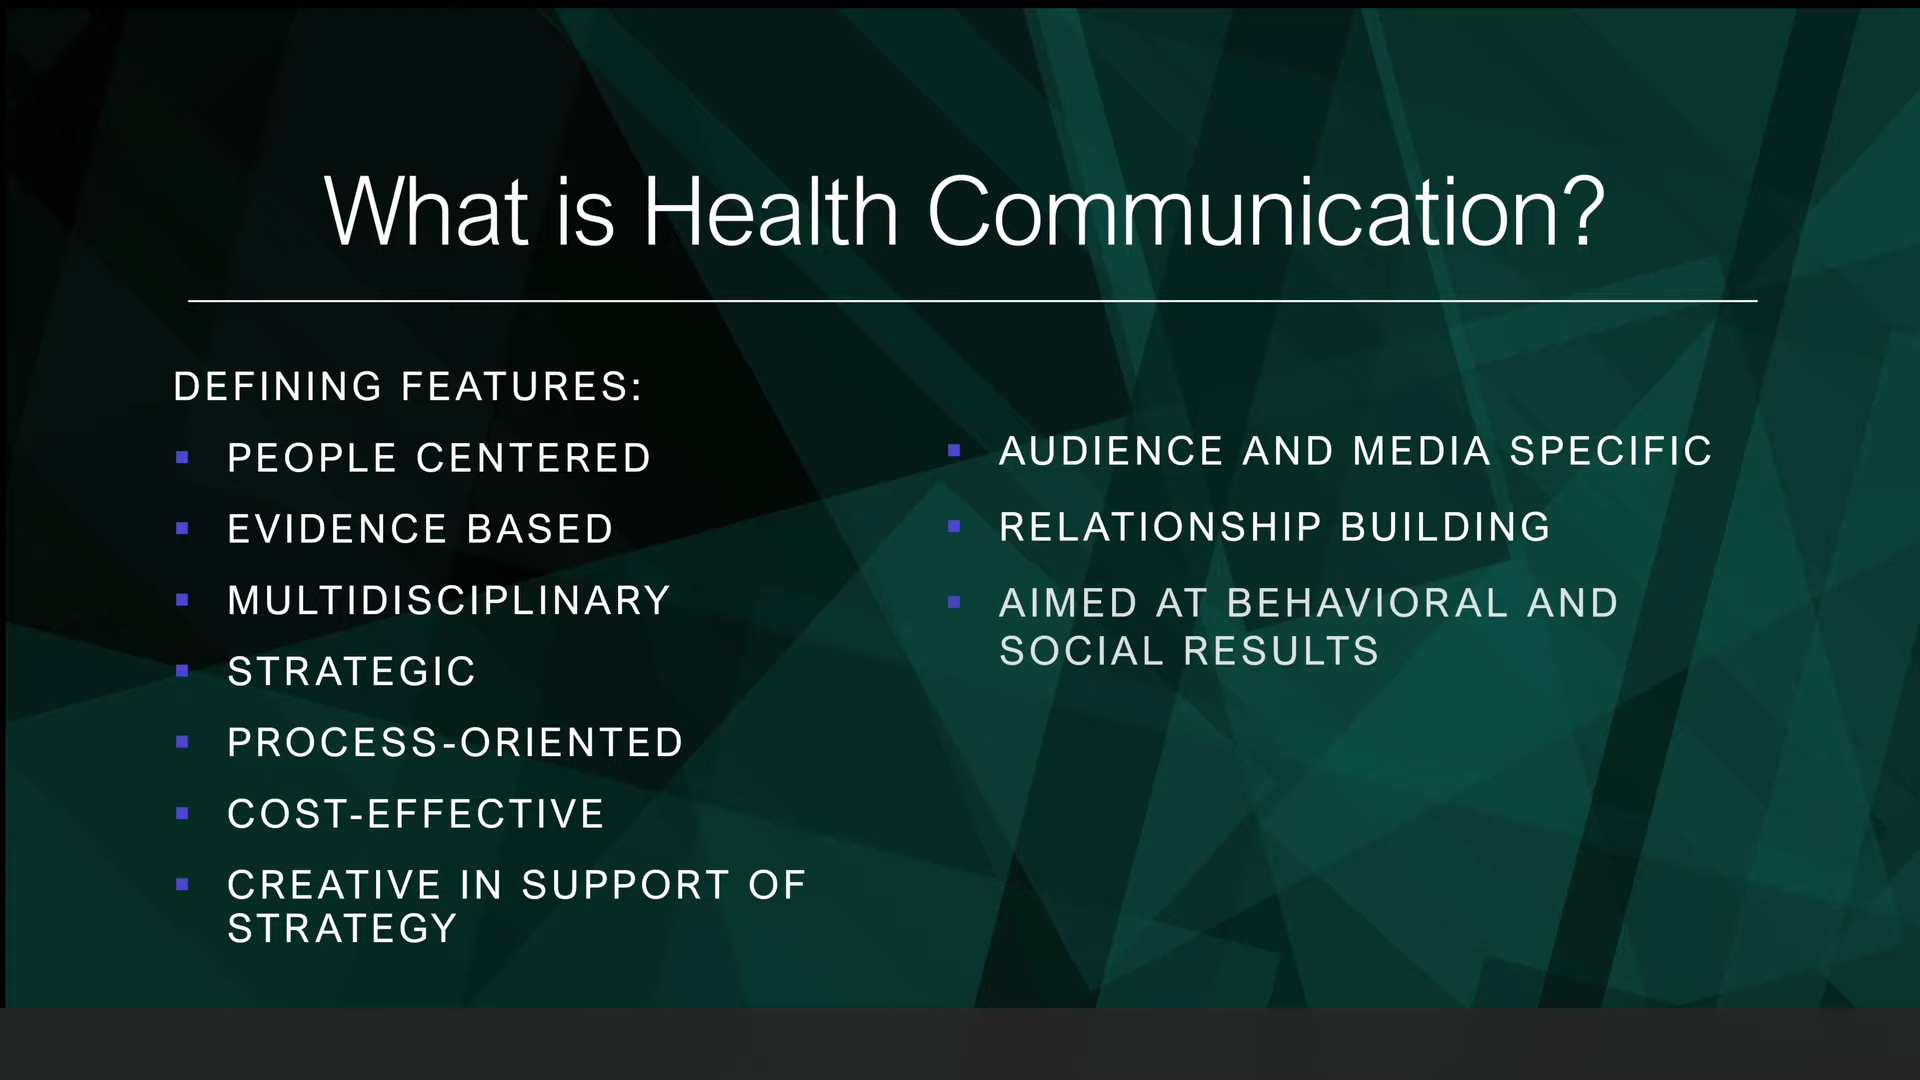 What is Health Communication?
DEFINING FEATURES:
▪ PEOPLE CENTERED
▪ EVIDENCE BASED
▪ MULTIDISCIPLINARY
▪ STRATEGIC
▪ PROCESS-ORIENTED
▪ COST-EFFECTIVE
▪ CREATIVE IN SUPPORT OF
STRATEGY
▪ AUDIENCE AND MEDIA SPECIFIC
▪ RELATIONSHIP BUILDING
▪ AIMED AT BEHAVIORAL AND
SOCIAL RESULTS